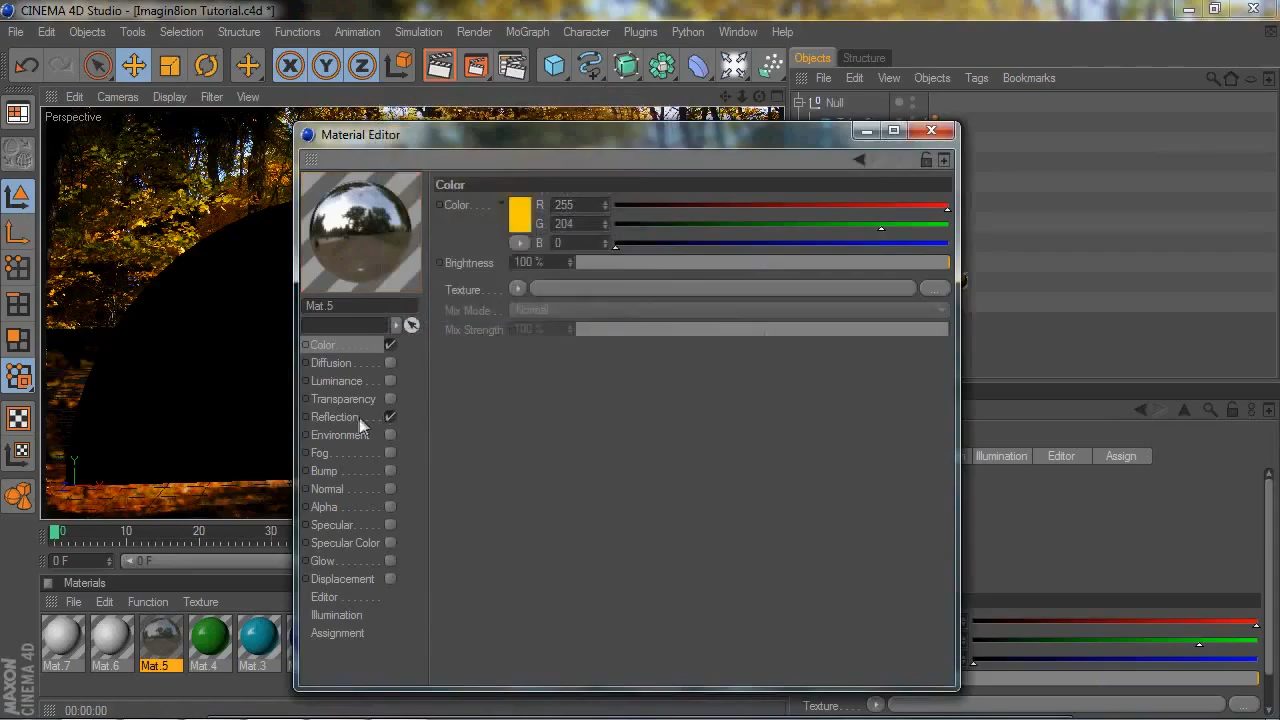 CINEMA 4D Studio - [Imagin8ion Tutorial.c4d *]
File Edit Objects Tools Selection Structure Functions Animation Simulation Render MoGraph Character Plugins Python Window Help
X Y Z
Objects Structure
File Edit View Objects Tags Bookmarks
Edit Cameras Display Filter View
Perspective
Null
Material Editor
Color
Color. . . . R 255
G 204
B 0
Brightness 100 %
Texture. . . . ...
Mix Mode. . Normal
Mix Strength 100 %
Mat.5
Color
Diffusion
Luminance
Transparency
Reflection
Environment
Fog
Bump
Normal
Alpha
Specular
Specular Color
Glow
Displacement
Editor
Illumination
Assignment
Illumination Editor Assign
Y
X
0 10 20 30
0 F 0 F
Materials
File Edit Function Texture
Mat.7 Mat.6 Mat.5 Mat.4 Mat.3
MAXON
CINEMA 4D
00:00:00
Texture. . . . ...